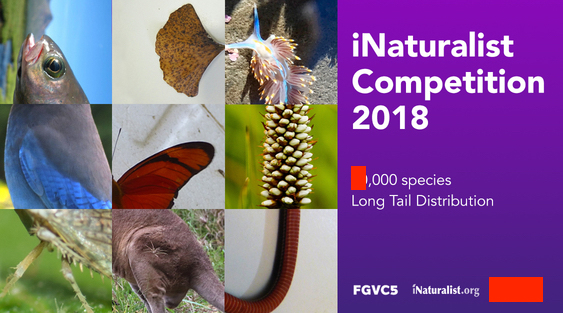 iNaturalist
Competition
2018
,000 species
Long Tail Distribution
FGVC5 iNaturalist.org